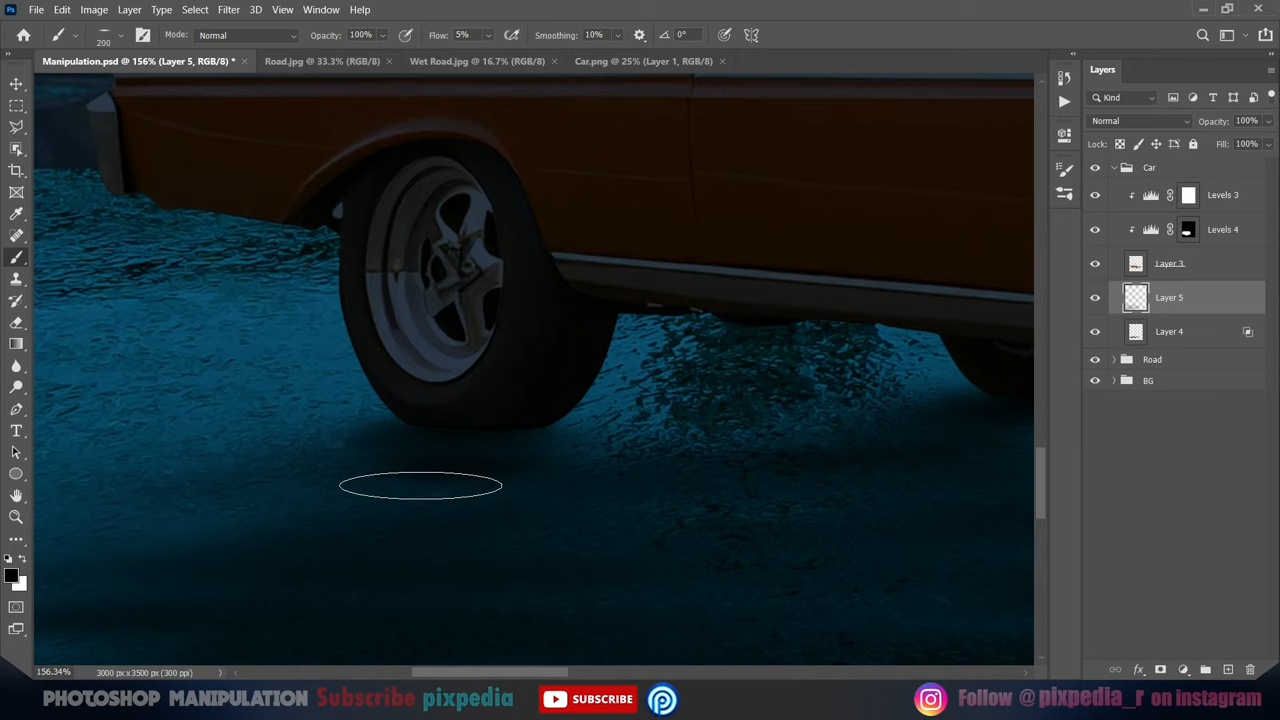 Ps File Edit Image Layer Type Select Filter 3D View Window Help
200 Mode: Normal Opacity: 100% Flow: 5% Smoothing: 10% 0°
Manipulation.psd @ 156% (Layer 5, RGB/8) * Road.jpg @ 33.3% (RGB/8) Wet Road.jpg @ 16.7% (RGB/8) Car.png @ 25% (Layer 1, RGB/8)
Layers
Kind
Normal Opacity: 100%
Lock: Fill: 100%
Car
Levels 3
Levels 4
Layer 3
Layer 5
Layer 4
Road
BG
156.34% 3000 px x 3500 px (300 ppi)
PHOTOSHOP MANIPULATION Subscribe pixpedia SUBSCRIBE Follow @pixpedia_r on instagram